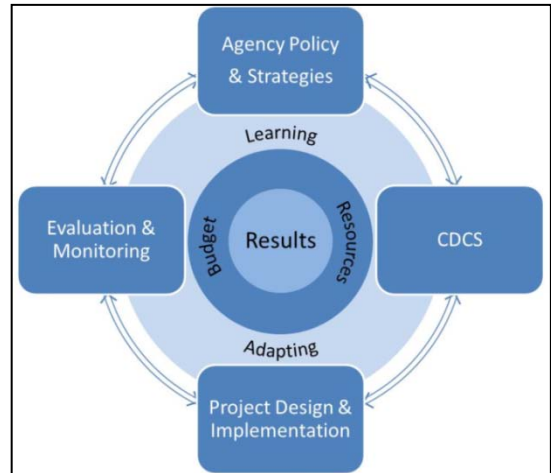 Agency Policy
& Strategies
Learning
Evaluation &
Monitoring
Budget
Results
Resources
CDCS
Adapting
Project Design &
Implementation